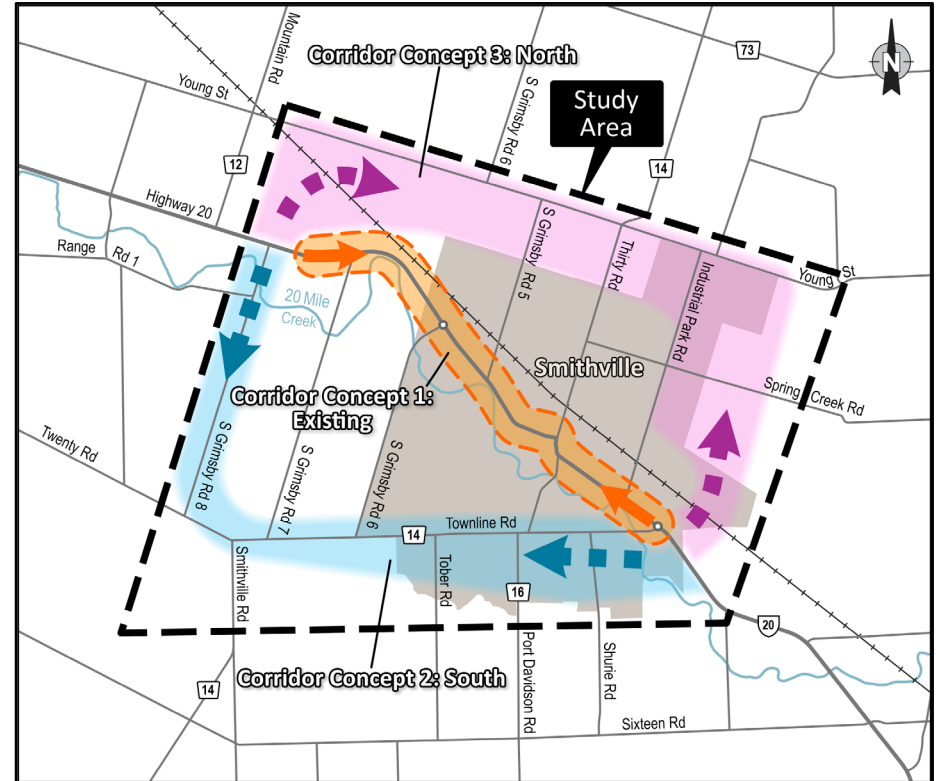 Mountain Rd
Corridor Concept 3: North
73
N
Young St
S Grimsby Rd 6
Study
Area
12
14
Highway 20
Range Rd 1
S Grimsby Rd 5
Thirty Rd
Industrial Park Rd
Young St
20 Mile
Creek
Smithville
Corridor Concept 1:
Existing
Spring Creek Rd
Twenty Rd
S Grimsby Rd 8
S Grimsby Rd 7
S Grimsby Rd 6
Townline Rd
14
Smithville Rd
Tober Rd
16
Port Davidson Rd
Shurie Rd
20
Corridor Concept 2: South
14
Sixteen Rd